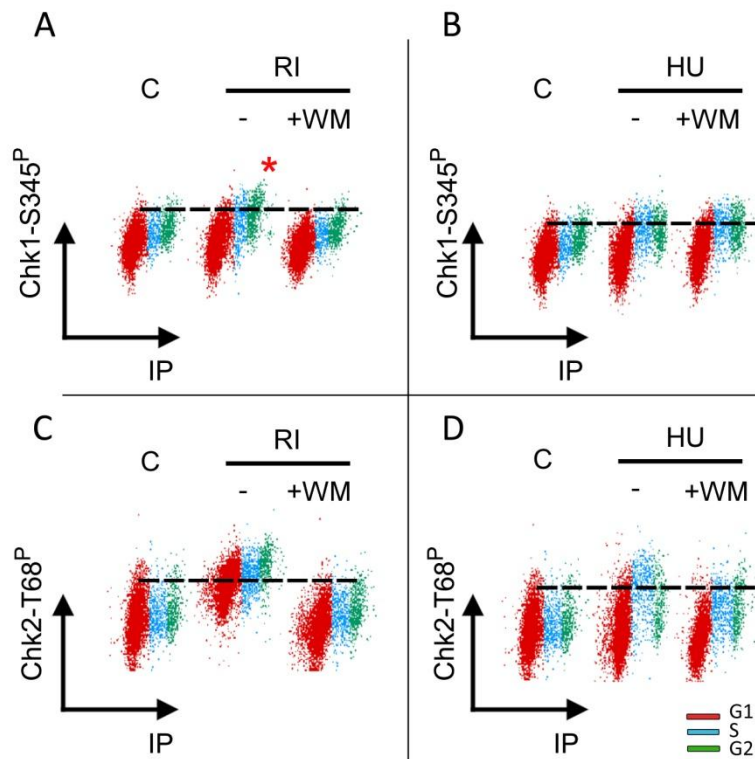 A
RI
C
- +WM
*
Chk1-S345P
IP
B
HU
C
- +WM
Chk1-S345P
IP
C
RI
C
- +WM
Chk2-T68P
IP
D
HU
C
- +WM
Chk2-T68P
IP
G1
S
G2